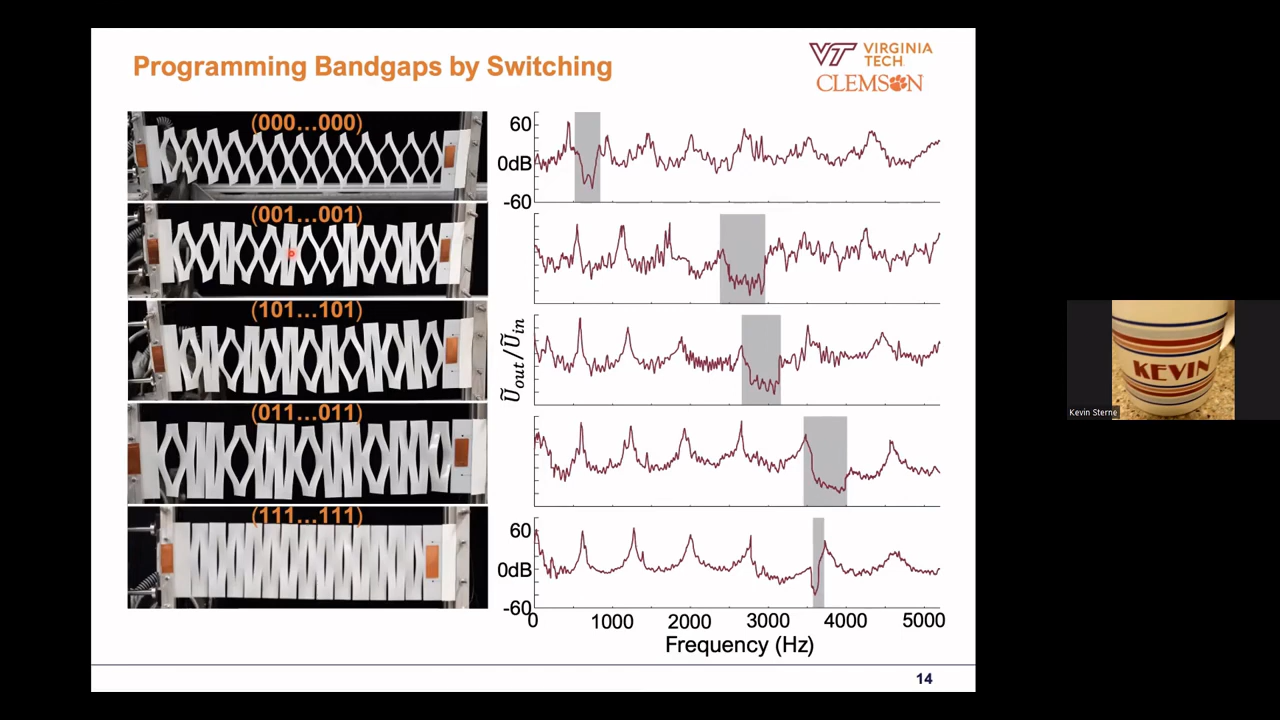 Programming Bandgaps by Switching
VT VIRGINIA TECH
CLEMSON
(000...000)
(001...001)
(101...101)
(011...011)
(111...111)
60
0dB
-60
Ũout/Ũin
60
0dB
-60
0 1000 2000 3000 4000 5000
Frequency (Hz)
14
KEVIN
Kevin Sterne